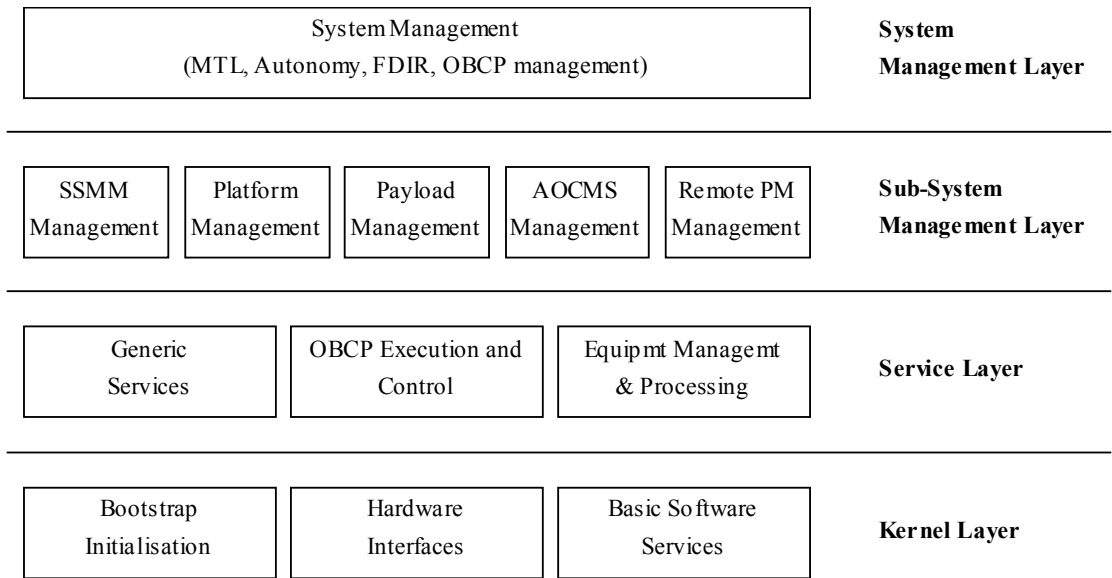 System Management
(MTL, Autonomy, FDIR, OBCP management)
System
Management Layer
SSMM
Management
Platform
Management
Payload
Management
AOCMS
Management
Remote PM
Management
Sub-System
Management Layer
Generic
Services
OBCP Execution and
Control
Equipmt Managemt
& Processing
Service Layer
Bootstrap
Initialisation
Hardware
Interfaces
Basic Software
Services
Kernel Layer